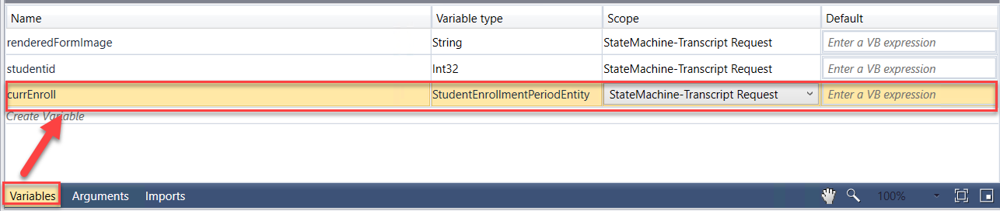 Name Variable type Scope Default
renderedFormImage String StateMachine-Transcript Request Enter a VB expression
studentid Int32 StateMachine-Transcript Request Enter a VB expression
currEnroll StudentEnrollmentPeriodEntity StateMachine-Transcript Request Enter a VB expression
Create Variable
Variables Arguments Imports 100%